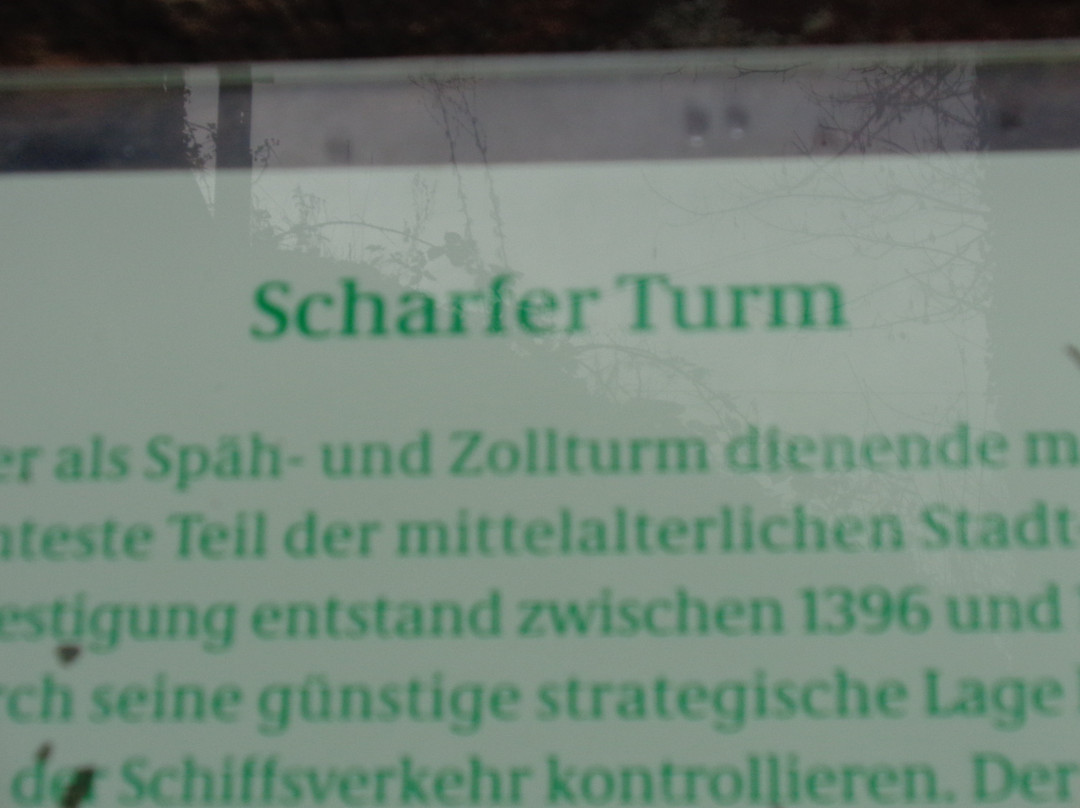 Scharfer Turm
er als Späh- und Zollturm dienende m
nteste Teil der mittelalterlichen Stadt-
estigung entstand zwischen 1396 und
rch seine günstige strategische Lage
der Schiffsverkehr kontrollieren. Der